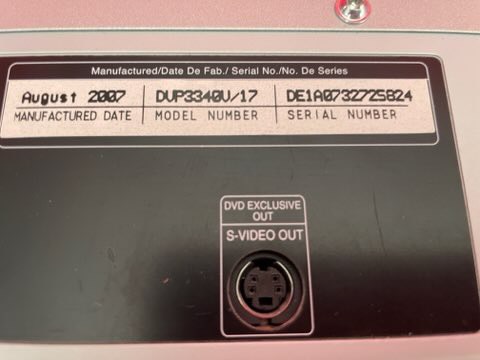 Manufactured/Date De Fab./ Serial No./No. De Series
August 2007 DVP3340V/17 DE1A0732725824
MANUFACTURED DATE MODEL NUMBER SERIAL NUMBER
DVD EXCLUSIVE
OUT
S-VIDEO OUT